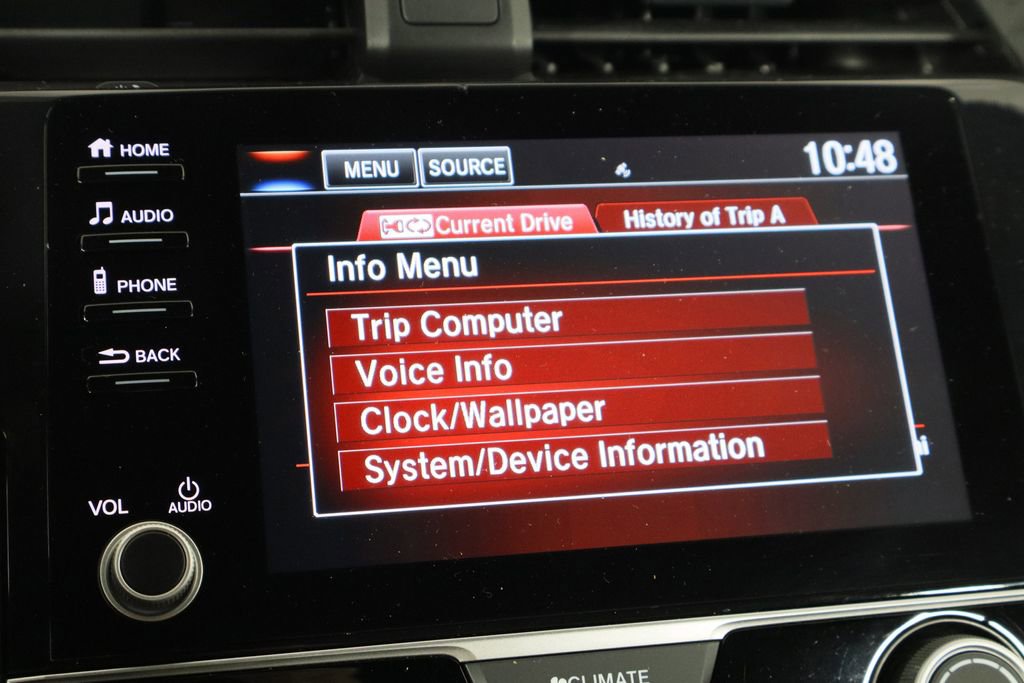 HOME
AUDIO
PHONE
BACK
VOL
AUDIO
MENU SOURCE 10:48
Current Drive History of Trip A
Info Menu
Trip Computer
Voice Info
Clock/Wallpaper
System/Device Information
CLIMATE